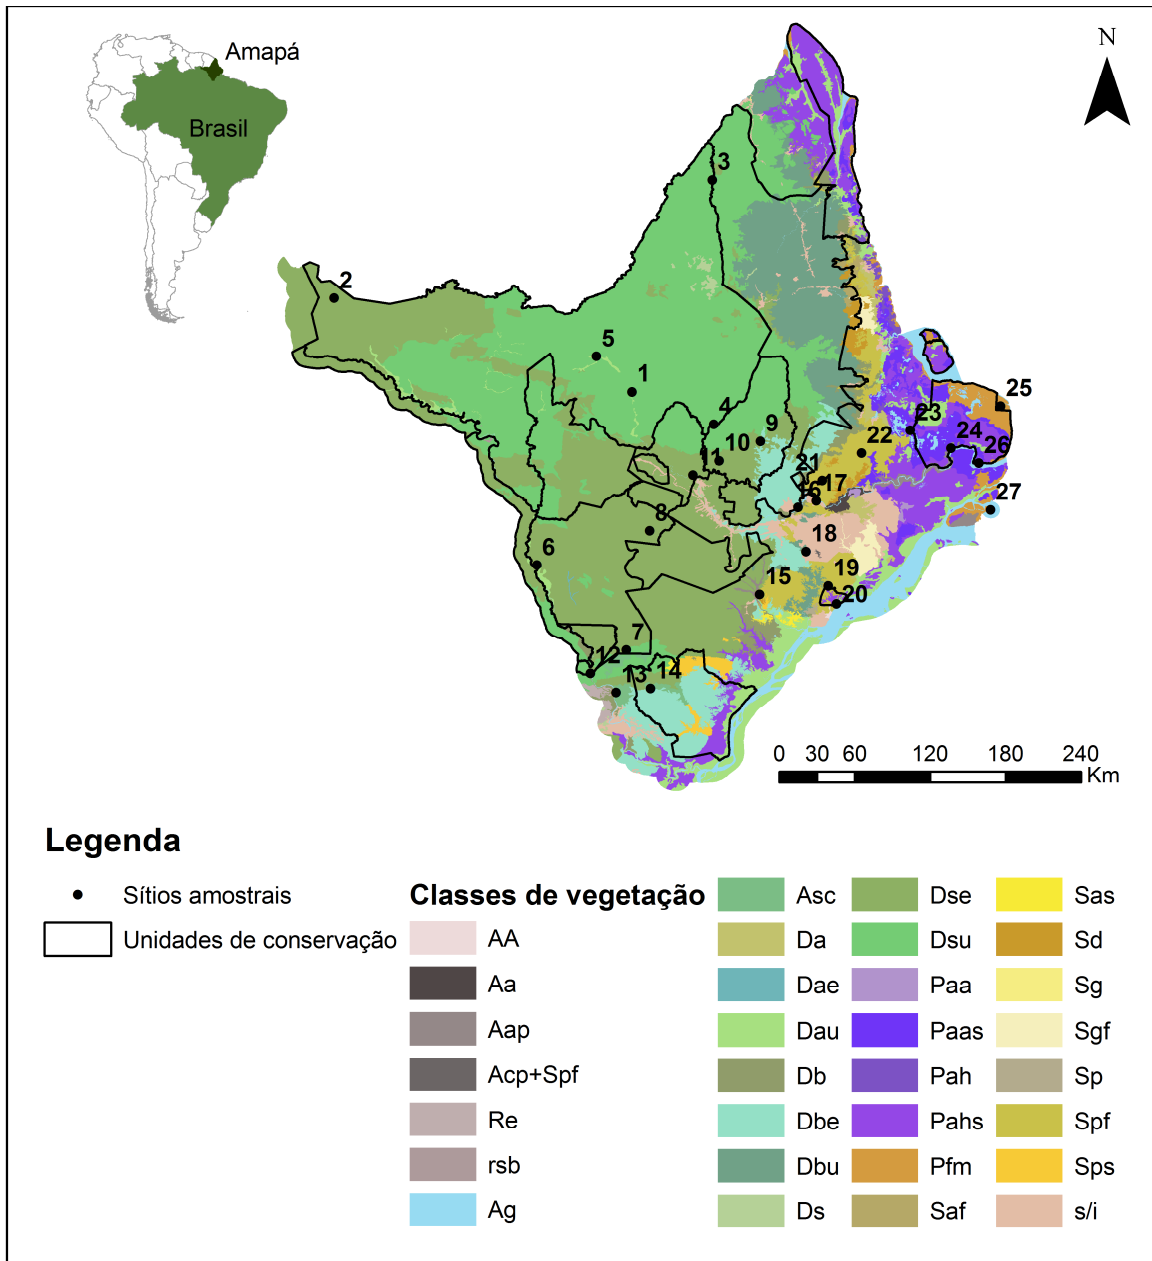 Amapá
Brasil
N
3
2
5
1
4
9
10
11
21
22
17
16
23
24
25
26
27
8
6
18
15
19
20
7
12
13
14
0 30 60 120 180 240
Km
Legenda
Sítios amostrais
Unidades de conservação
Classes de vegetação
AA
Aa
Aap
Acp+Spf
Re
rsb
Ag
Asc
Da
Dae
Dau
Db
Dbe
Dbu
Ds
Dse
Dsu
Paa
Paas
Pah
Pahs
Pfm
Saf
Sas
Sd
Sg
Sgf
Sp
Spf
Sps
s/i